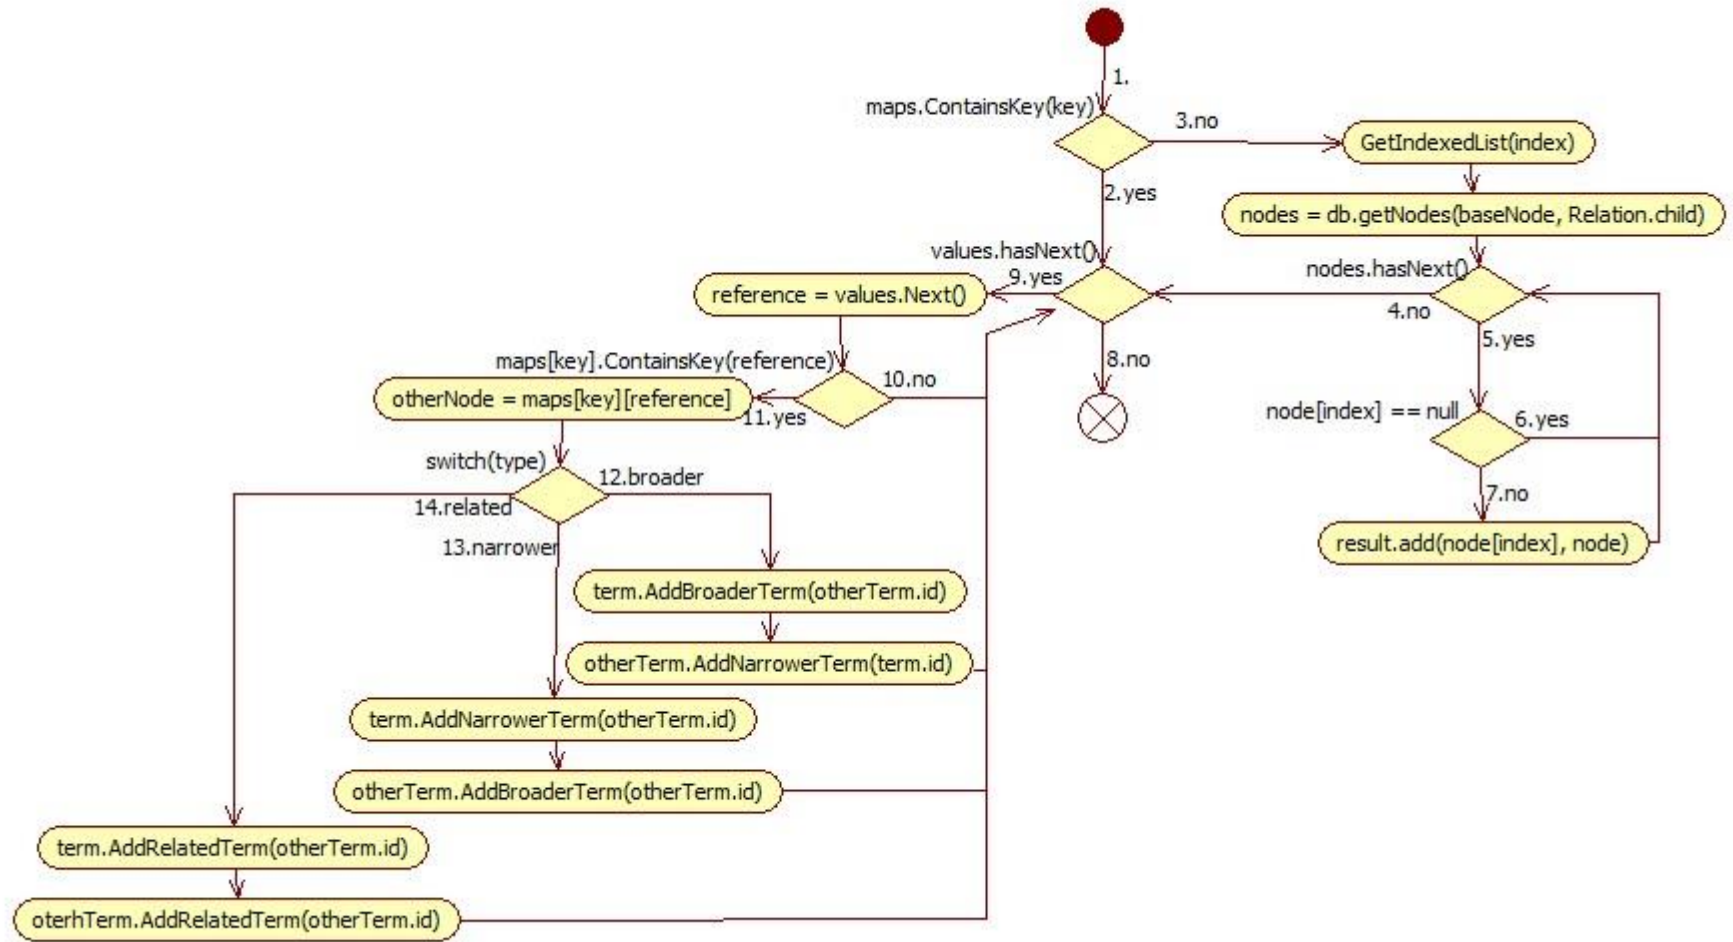 1.
maps.ContainsKey(key)
3.no
GetIndexedList(index)
2.yes
nodes = db.getNodes(baseNode, Relation.child)
values.hasNext()
nodes.hasNext()
9.yes
reference = values.Next()
4.no
5.yes
8.no
maps[key].ContainsKey(reference)
10.no
otherNode = maps[key][reference]
11.yes
node[index] == null
6.yes
switch(type)
12.broader
14.related
7.no
13.narrower
result.add(node[index], node)
term.AddBroaderTerm(otherTerm.id)
otherTerm.AddNarrowerTerm(term.id)
term.AddNarrowerTerm(otherTerm.id)
otherTerm.AddBroaderTerm(otherTerm.id)
term.AddRelatedTerm(otherTerm.id)
oterhTerm.AddRelatedTerm(otherTerm.id)